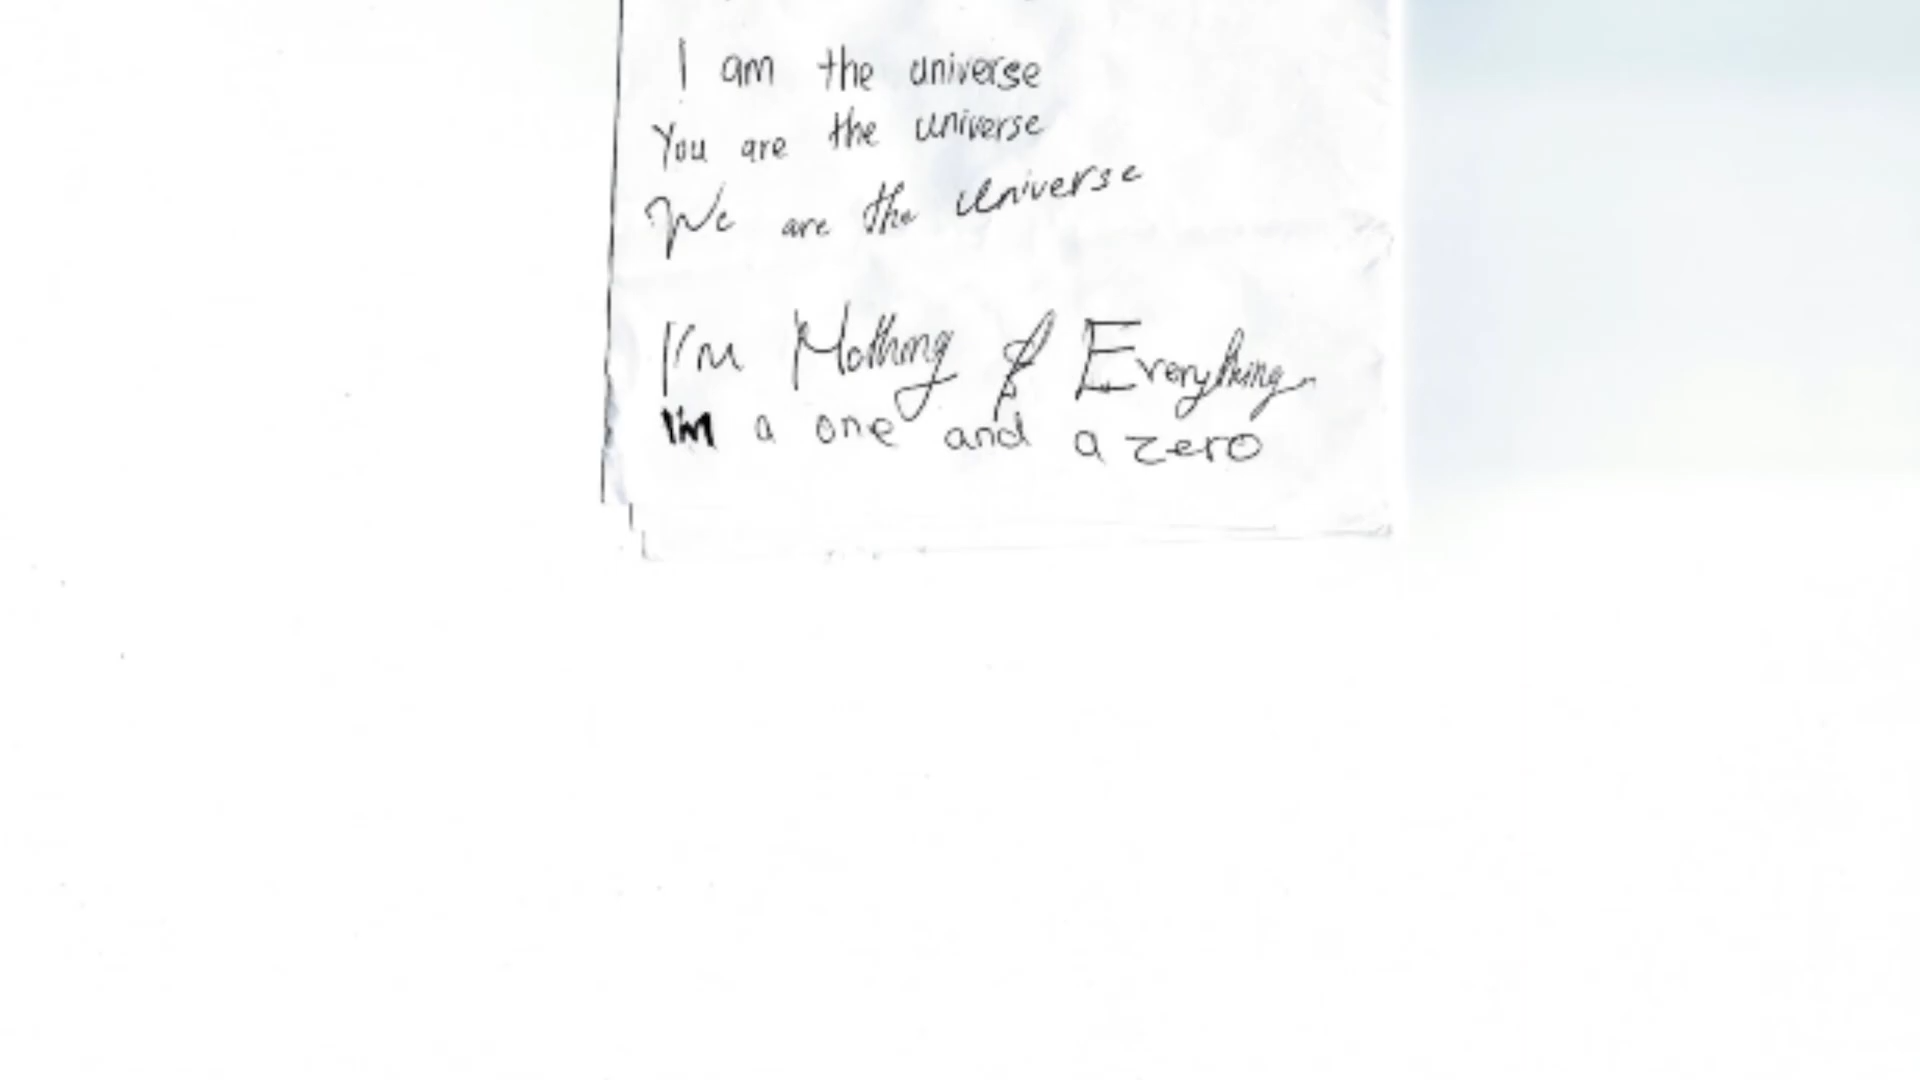 I am the universe
You are the universe
We are the universe
I'm Nothing & Everything
I'm a one and a zero